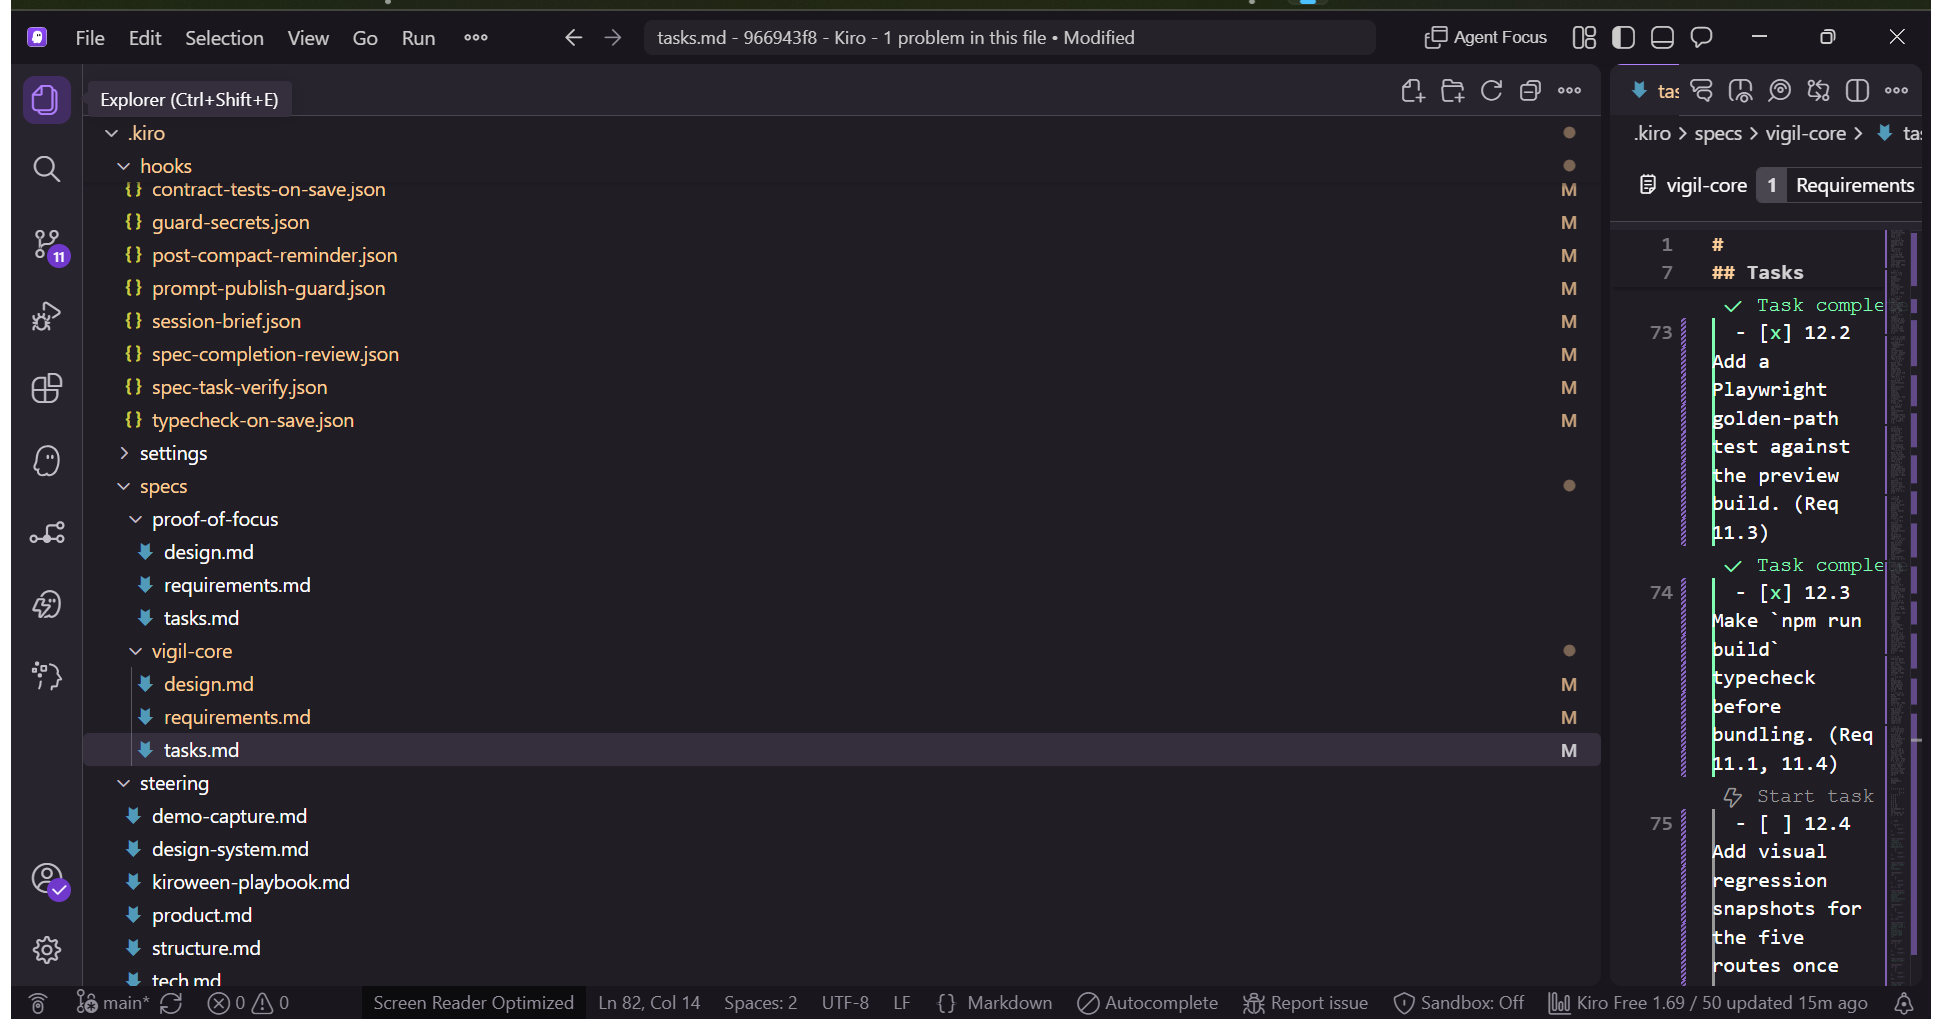 File Edit Selection View Go Run
tasks.md - 966943f8 - Kiro - 1 problem in this file • Modified
Agent Focus
Explorer (Ctrl+Shift+E)
.kiro
hooks
contract-tests-on-save.json M
guard-secrets.json M
post-compact-reminder.json M
prompt-publish-guard.json M
session-brief.json M
spec-completion-review.json M
spec-task-verify.json M
typecheck-on-save.json M
settings
specs
proof-of-focus
design.md
requirements.md
tasks.md
vigil-core
design.md M
requirements.md M
tasks.md M
steering
demo-capture.md
design-system.md
kiroween-playbook.md
product.md
structure.md
tech.md
11
tas
.kiro > specs > vigil-core > tas
vigil-core 1 Requirements
1 #
7 ## Tasks
Task comple
73 - [x] 12.2
Add a
Playwright
golden-path
test against
the preview
build. (Req
11.3)
Task comple
74 - [x] 12.3
Make `npm run
build`
typecheck
before
bundling. (Req
11.1, 11.4)
Start task
75 - [ ] 12.4
Add visual
regression
snapshots for
the five
routes once
main* 0 0 Screen Reader Optimized Ln 82, Col 14 Spaces: 2 UTF-8 LF {} Markdown Autocomplete Report issue Sandbox: Off Kiro Free 1.69 / 50 updated 15m ago